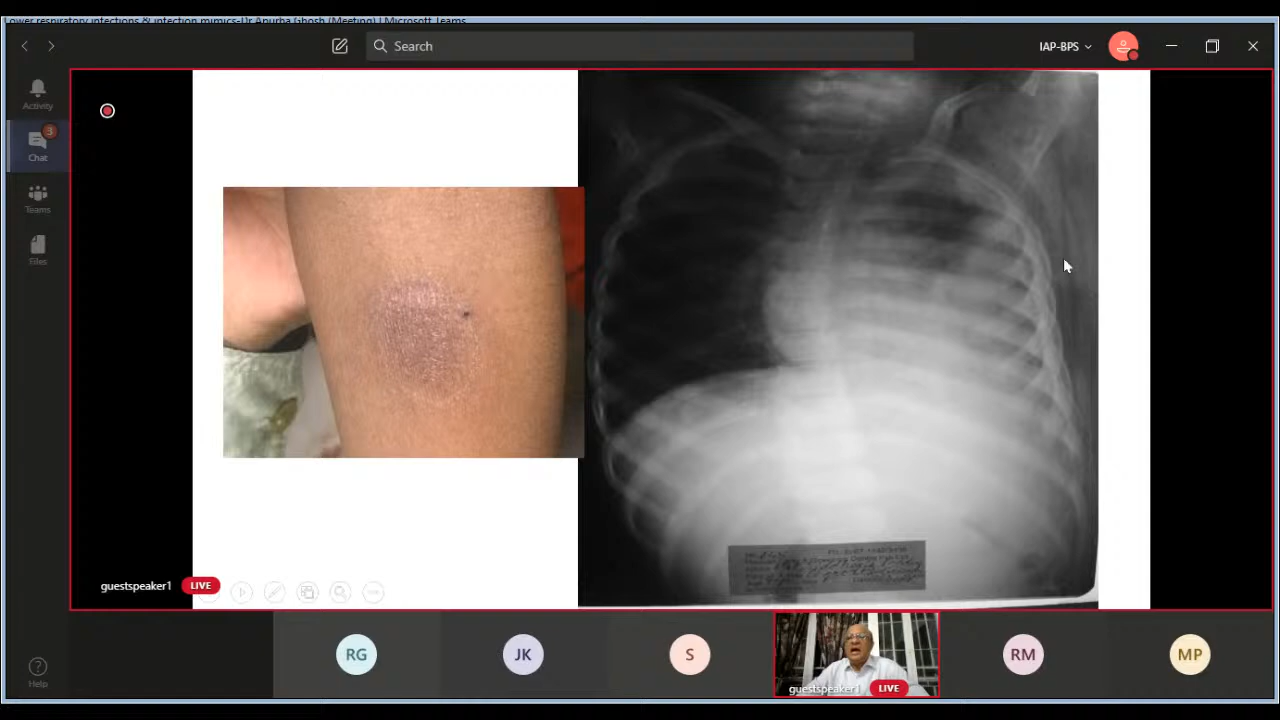 Lower respiratory infections & infection mimics-Dr Apurba Ghosh (Meeting) | Microsoft Teams
Search
IAP-BPS
Activity
3
Chat
Teams
Files
guestspeaker1 LIVE
Help
RG
JK
S
guestspeaker1 LIVE
RM
MP